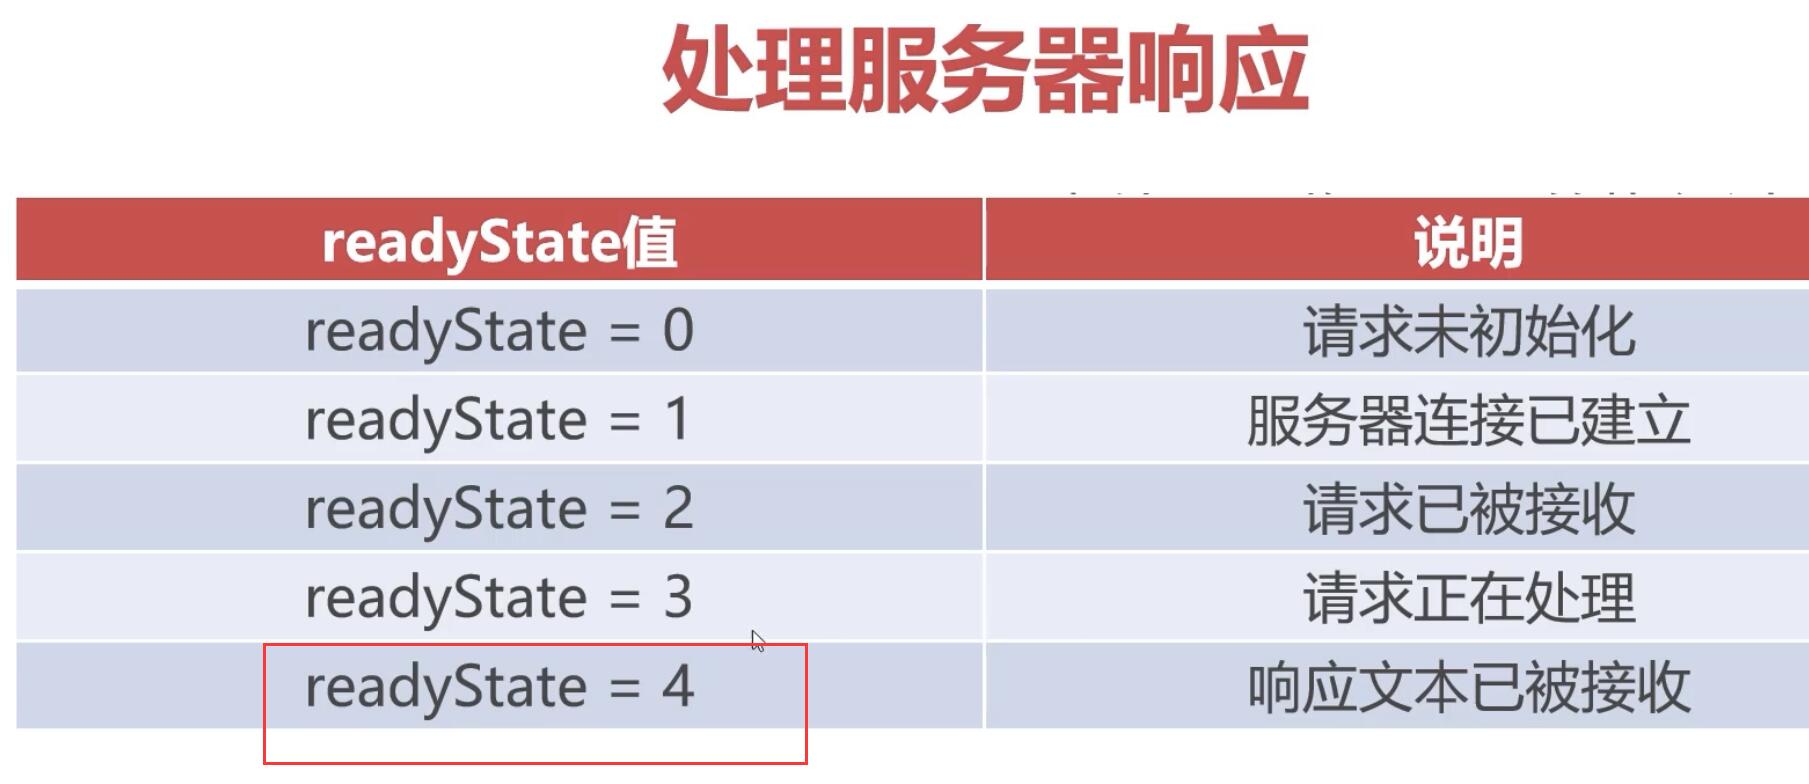 处理服务器响应
readyState值 说明
readyState = 0 请求未初始化
readyState = 1 服务器连接已建立
readyState = 2 请求已被接收
readyState = 3 请求正在处理
readyState = 4 响应文本已被接收